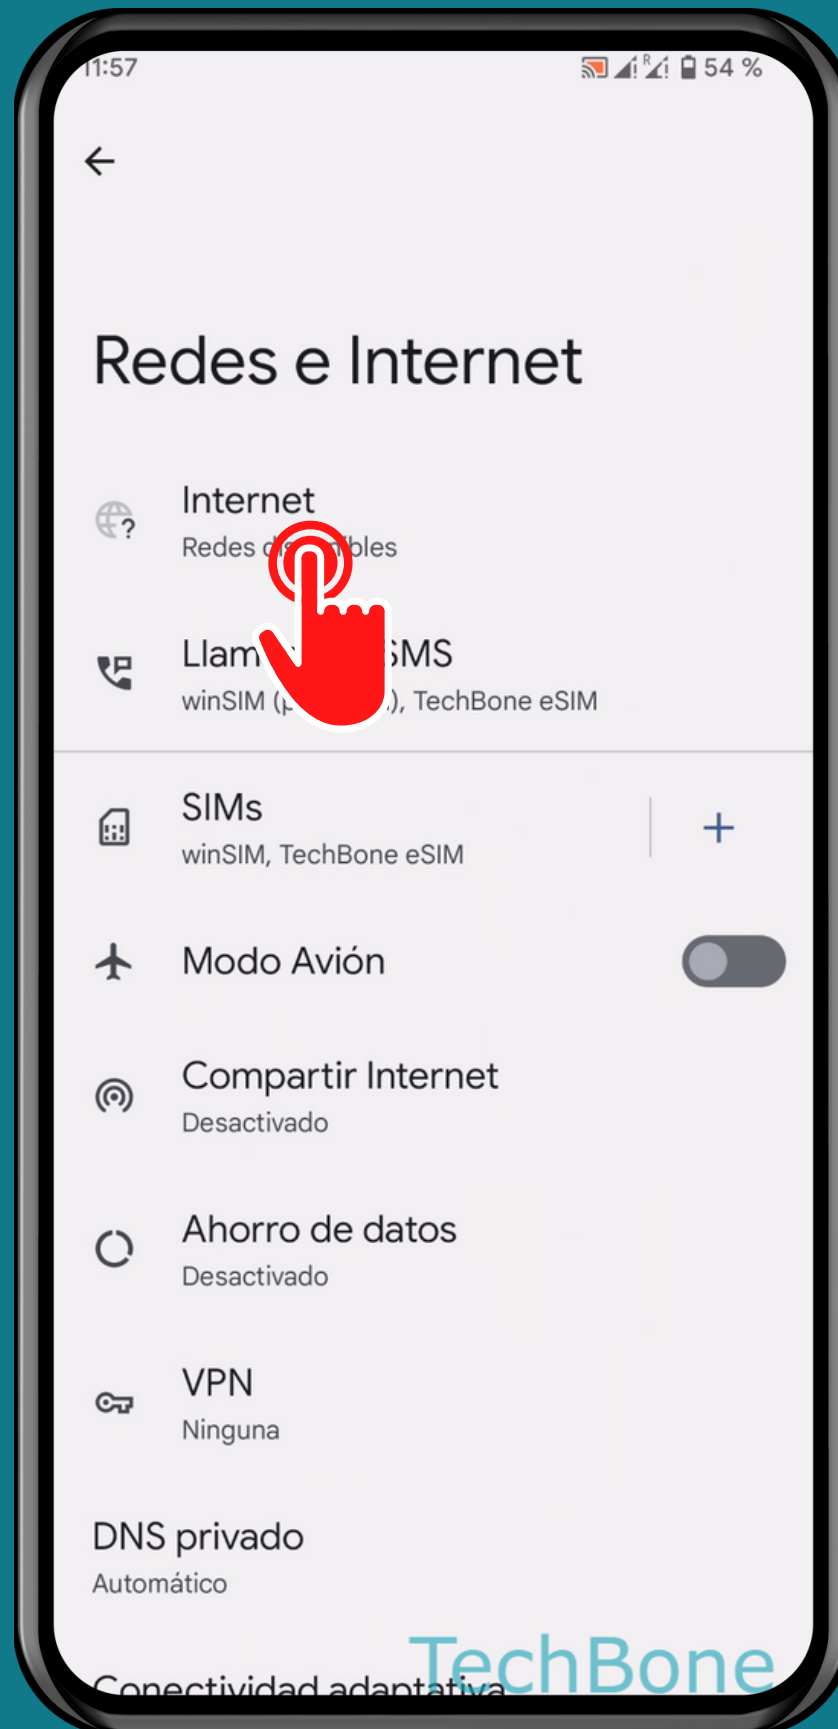 11:57
R
54 %
Redes e Internet
Internet
Redes
SMS
winSIM
, TechBone eSIM
SIMs
winSIM, TechBone eSIM
Modo Avión
Compartir Internet
Desactivado
Ahorro de datos
Desactivado
VPN
Ninguna
DNS privado
Automático
Conectividad adaptativa
TechBone